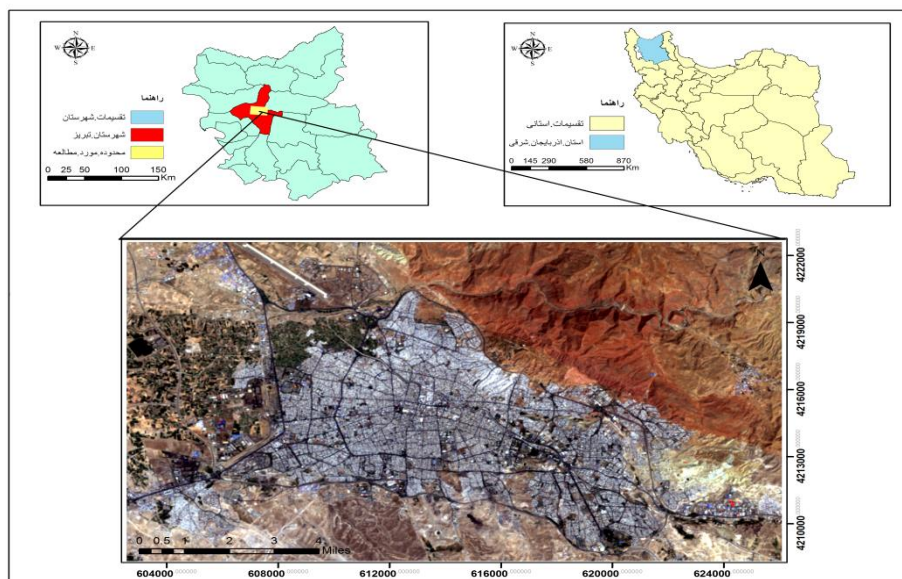 N
W E
S
راهنما
تقسیمات.شهرستان
شهرستان.تبریز
محدوده.مورد.مطالعه
0 25 50 100 150
Km
N
W E
S
راهنما
تقسیمات.استانی
استان.اذربایجان.شرقی
0 145 290 580 870
Km
N
4222000
4219000
4216000
4213000
4210000
0 0.5 1 2 3 4
Miles
604000 608000 612000 616000 620000 624000